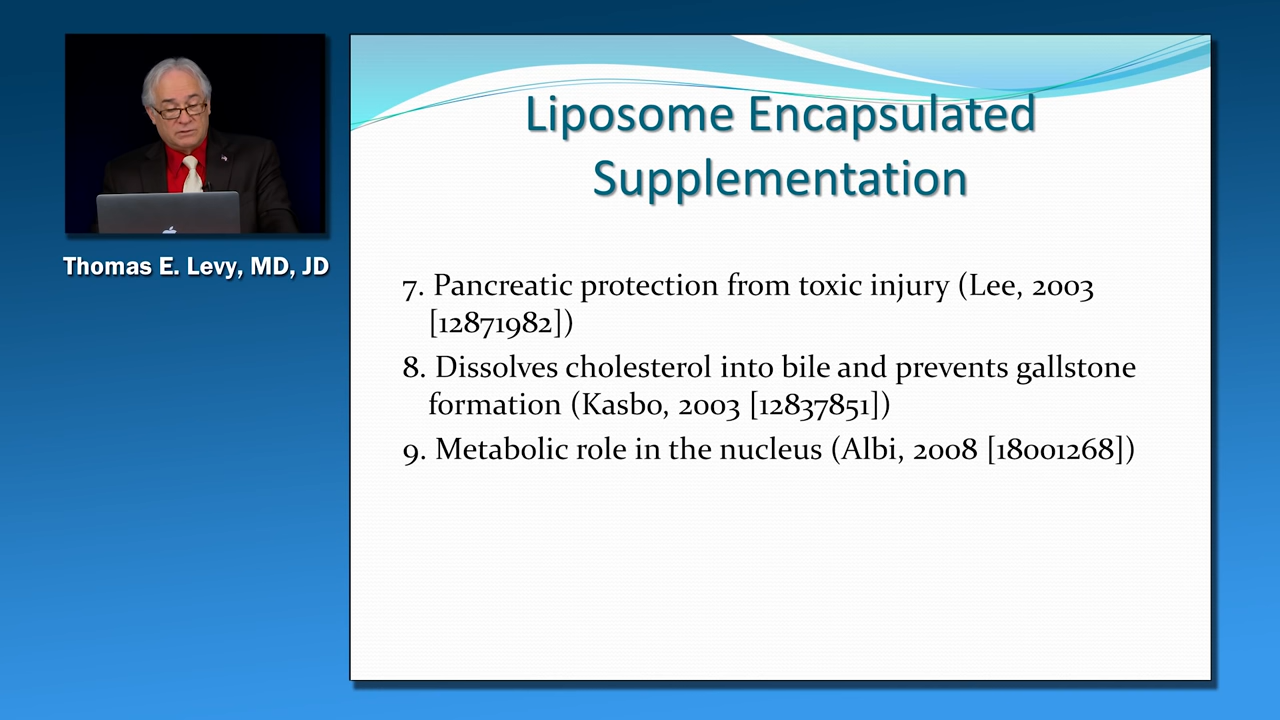 Thomas E. Levy, MD, JD
Liposome Encapsulated
Supplementation
7. Pancreatic protection from toxic injury (Lee, 2003
[12871982])
8. Dissolves cholesterol into bile and prevents gallstone
formation (Kasbo, 2003 [12837851])
9. Metabolic role in the nucleus (Albi, 2008 [18001268])